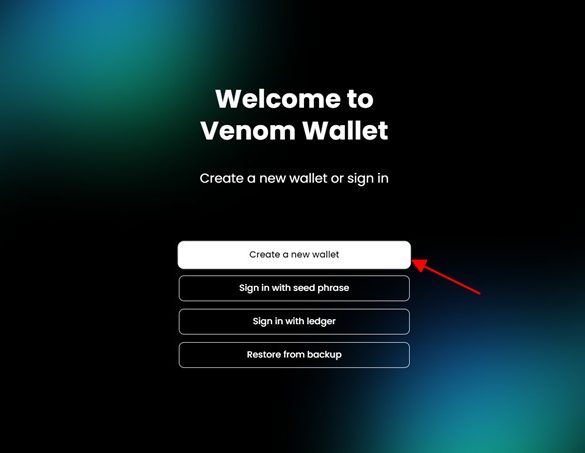 Welcome to
Venom Wallet
Create a new wallet or sign in
Create a new wallet
Sign in with seed phrase
Sign in with ledger
Restore from backup